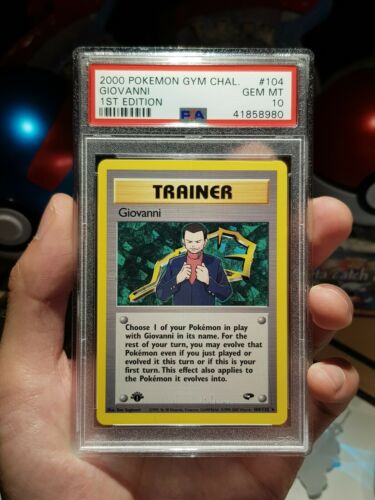 2000 POKEMON GYM CHAL. #104
GIOVANNI GEM MT
1ST EDITION 10
PSA 41858980
TRAINER
Giovanni
Choose 1 of your Pokémon in play
with Giovanni in its name. For the
rest of your turn, you may evolve that
Pokémon even if you just played or
evolved it this turn or if this is your
first turn. This effect also applies to
the Pokémon it evolves into.